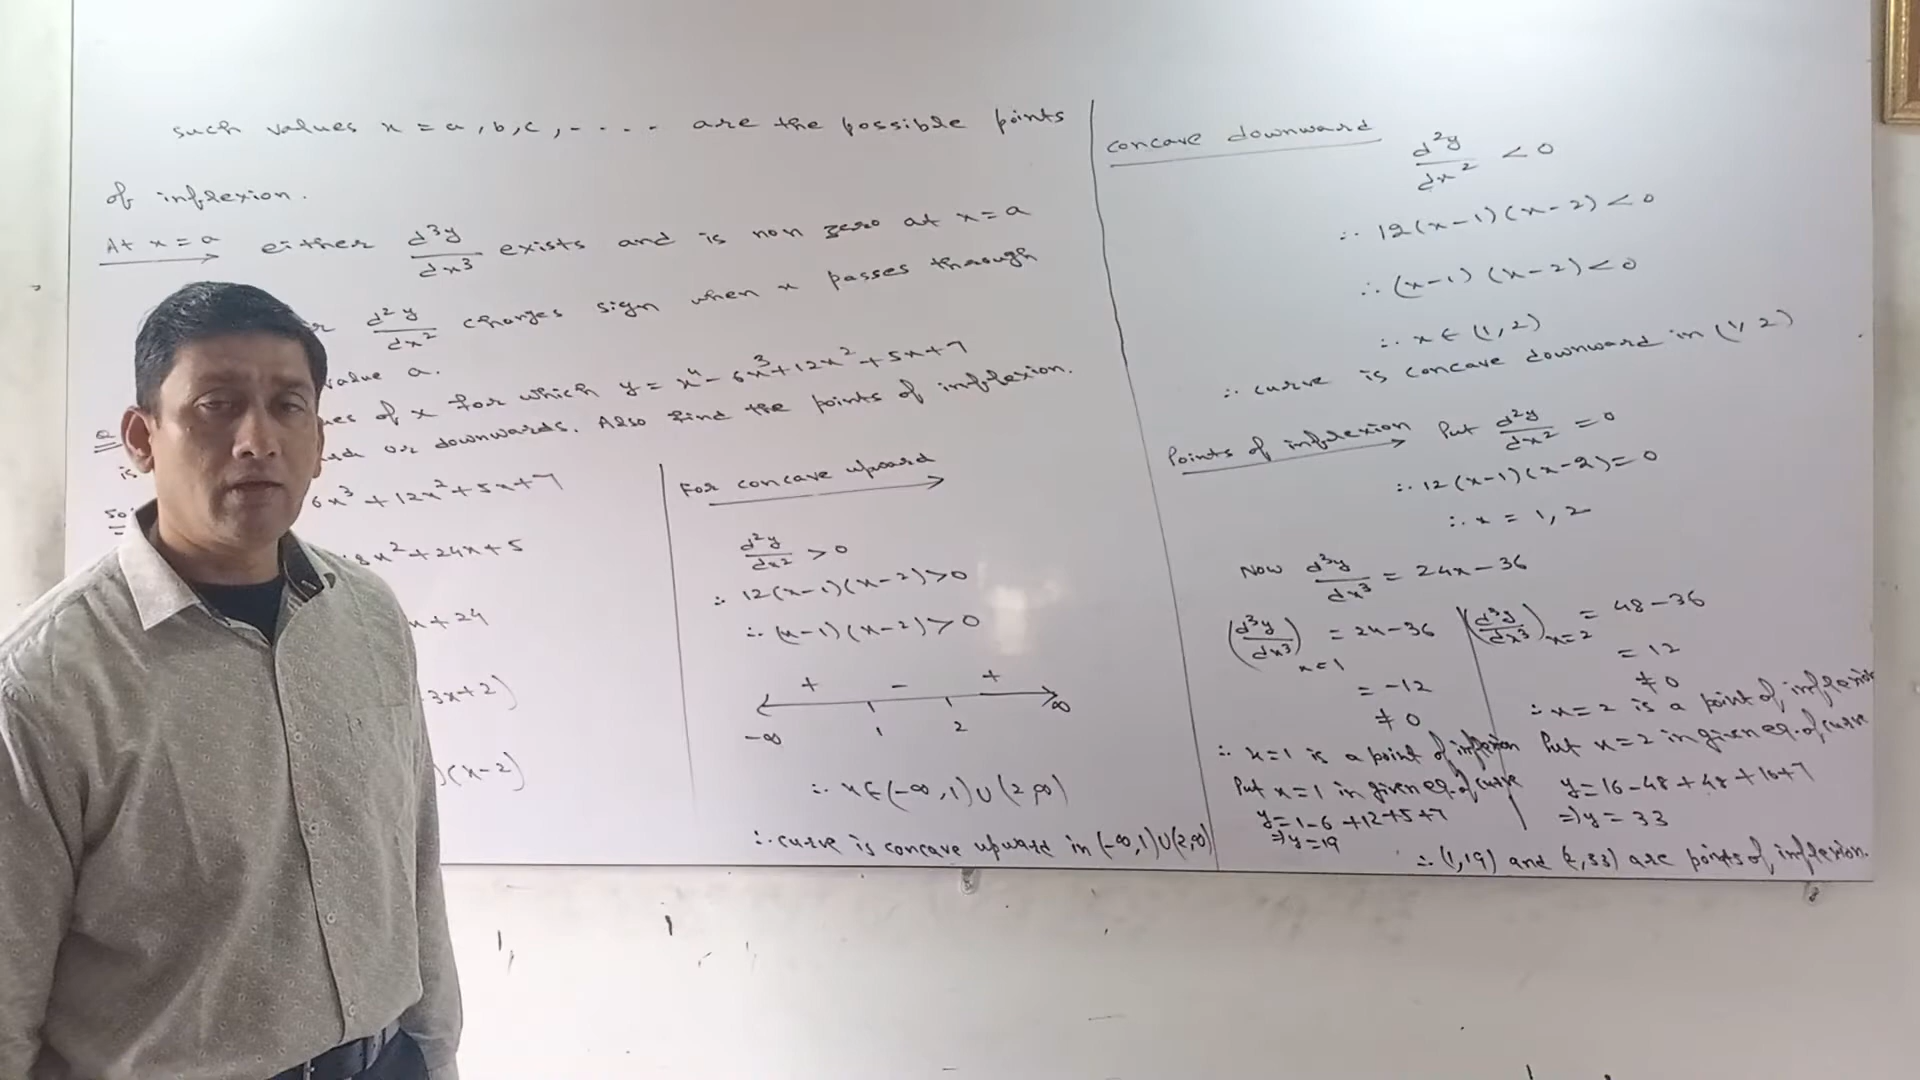 such values x = a, b, c, - - - - are the possible points
of inflexion.
At x = a either d³y/dx³ exists and is non zero at x = a
d²y/dx² changes sign when x passes through
value a.
Q of x for which y = x⁴ - 6x³ + 12x² + 5x + 7
is or downwards. Also find the points of inflexion.
6x³ + 12x² + 5x + 7
8x² + 24x + 5
x + 24
3x + 2)
)(x - 2)
For concave upward
d²y/dx² > 0
∴ 12(x-1)(x-2) > 0
∴ (x-1)(x-2) > 0
+ - +
-∞ 1 2 ∞
∴ x ∈ (-∞, 1) ∪ (2, ∞)
∴ curve is concave upward in (-∞, 1) ∪ (2, ∞)
concave downward
d²y/dx² < 0
∴ 12(x-1)(x-2) < 0
∴ (x-1)(x-2) < 0
∴ x ∈ (1, 2)
∴ curve is concave downward in (1, 2)
Points of inflexion Put d²y/dx² = 0
∴ 12(x-1)(x-2) = 0
∴ x = 1, 2
Now d³y/dx³ = 24x - 36
(d³y/dx³)x=1 = 24 - 36
= -12
≠ 0
∴ x = 1 is a point of inflexion
Put x = 1 in given eq. of curve
y = 1 - 6 + 12 + 5 + 7
⇒ y = 19
(d³y/dx³)x=2 = 48 - 36
= 12
≠ 0
∴ x = 2 is a point of inflexion
Put x = 2 in given eq. of curve
y = 16 - 48 + 48 + 10 + 7
⇒ y = 33
∴ (1, 19) and (2, 33) are points of inflexion.